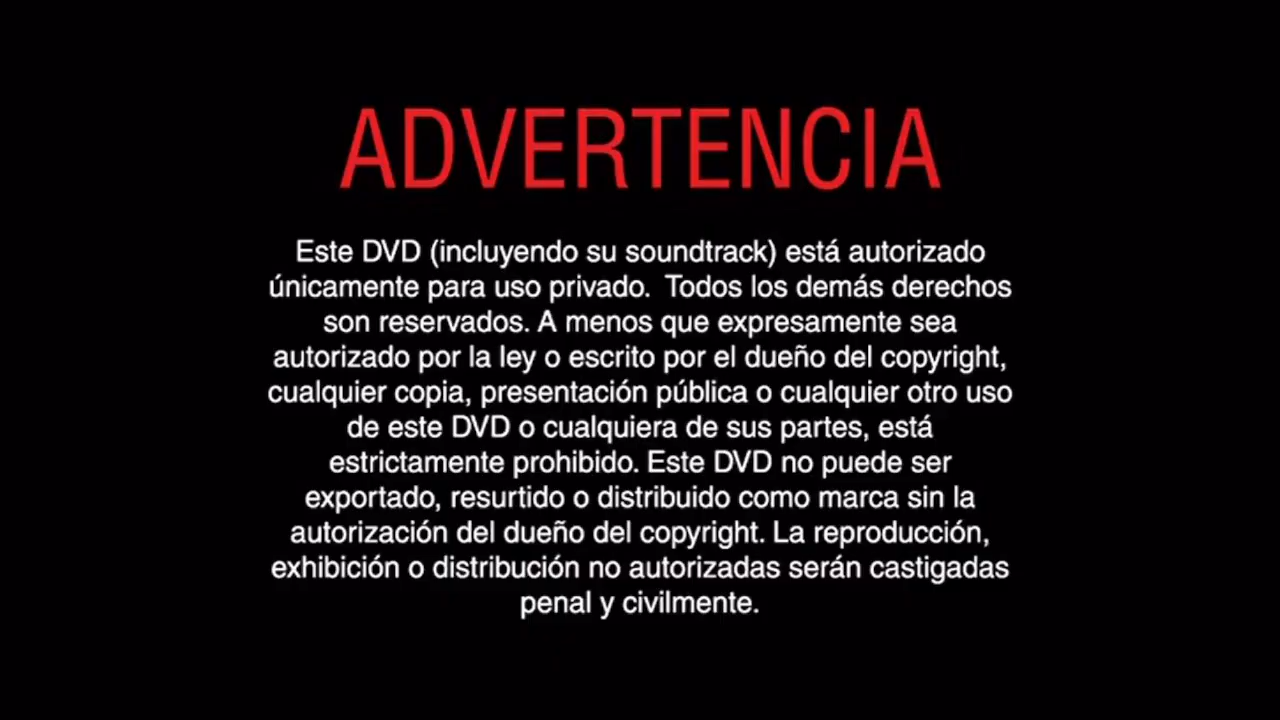 ADVERTENCIA
Este DVD (incluyendo su soundtrack) está autorizado
únicamente para uso privado.  Todos los demás derechos
son reservados. A menos que expresamente sea
autorizado por la ley o escrito por el dueño del copyright,
cualquier copia, presentación pública o cualquier otro uso
de este DVD o cualquiera de sus partes, está
estrictamente prohibido. Este DVD no puede ser
exportado, resurtido o distribuido como marca sin la
autorización del dueño del copyright. La reproducción,
exhibición o distribución no autorizadas serán castigadas
penal y civilmente.